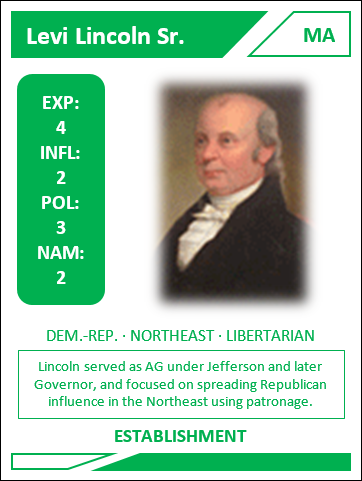 Levi Lincoln Sr.
MA
EXP:
4
INFL:
2
POL:
3
NAM:
2
DEM.-REP. · NORTHEAST · LIBERTARIAN
Lincoln served as AG under Jefferson and later
Governor, and focused on spreading Republican
influence in the Northeast using patronage.
ESTABLISHMENT